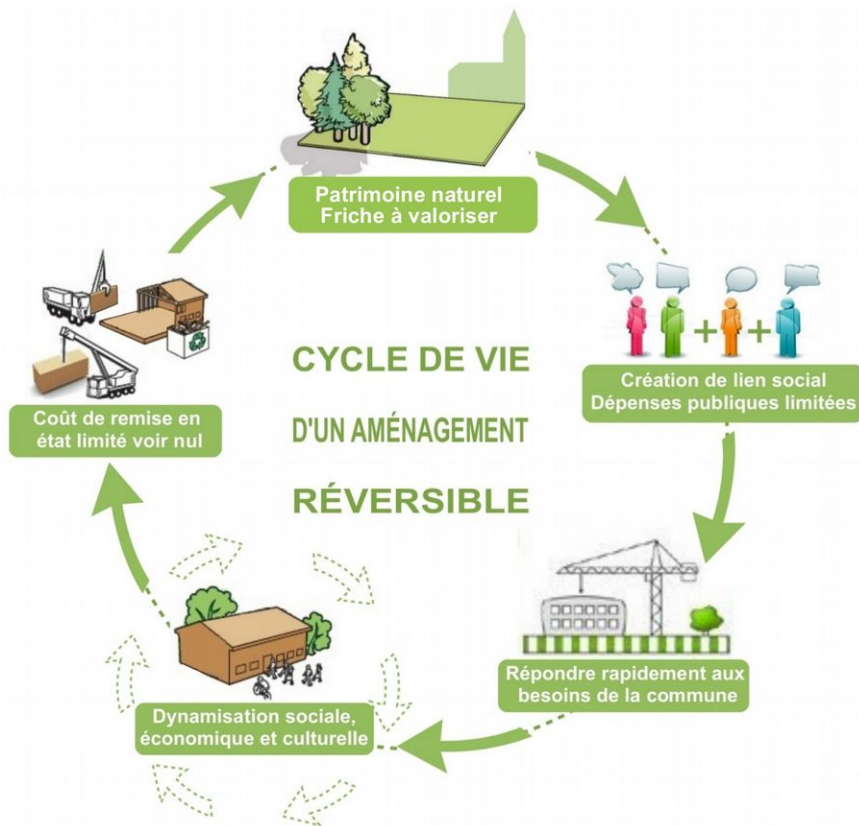 Patrimoine naturel
Friche à valoriser
Création de lien social
Dépenses publiques limitées
Répondre rapidement aux
besoins de la commune
Dynamisation sociale,
économique et culturelle
Coût de remise en
état limité voir nul
CYCLE DE VIE
D'UN AMÉNAGEMENT
RÉVERSIBLE